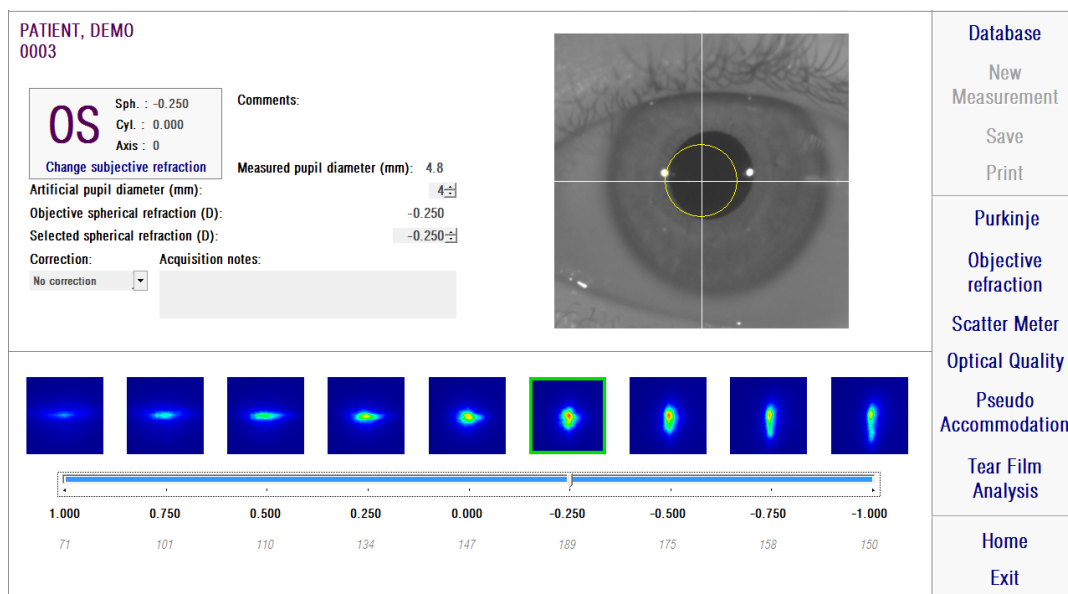 PATIENT, DEMO
0003
OS
Sph. : -0.250
Cyl. : 0.000
Axis : 0
Change subjective refraction
Comments:
Measured pupil diameter (mm): 4.8
Artificial pupil diameter (mm): 4
Objective spherical refraction (D): -0.250
Selected spherical refraction (D): -0.250
Correction: Acquisition notes:
No correction
1.000 0.750 0.500 0.250 0.000 -0.250 -0.500 -0.750 -1.000
71 101 110 134 147 189 175 158 150
Database
New
Measurement
Save
Print
Purkinje
Objective
refraction
Scatter Meter
Optical Quality
Pseudo
Accommodation
Tear Film
Analysis
Home
Exit